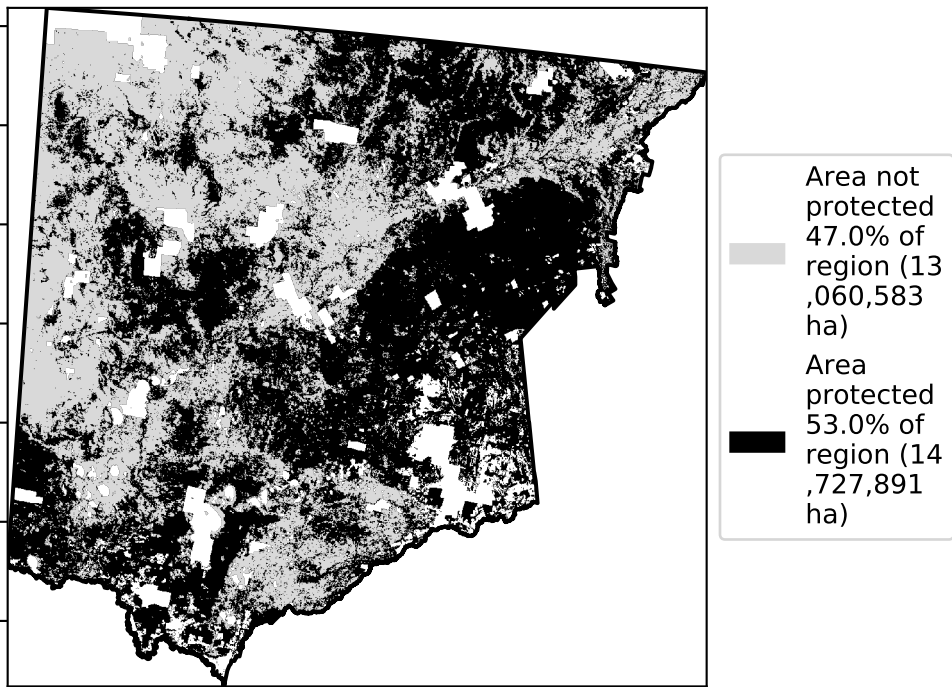 Area not
protected
47.0% of
region (13
,060,583
ha)
Area
protected
53.0% of
region (14
,727,891
ha)